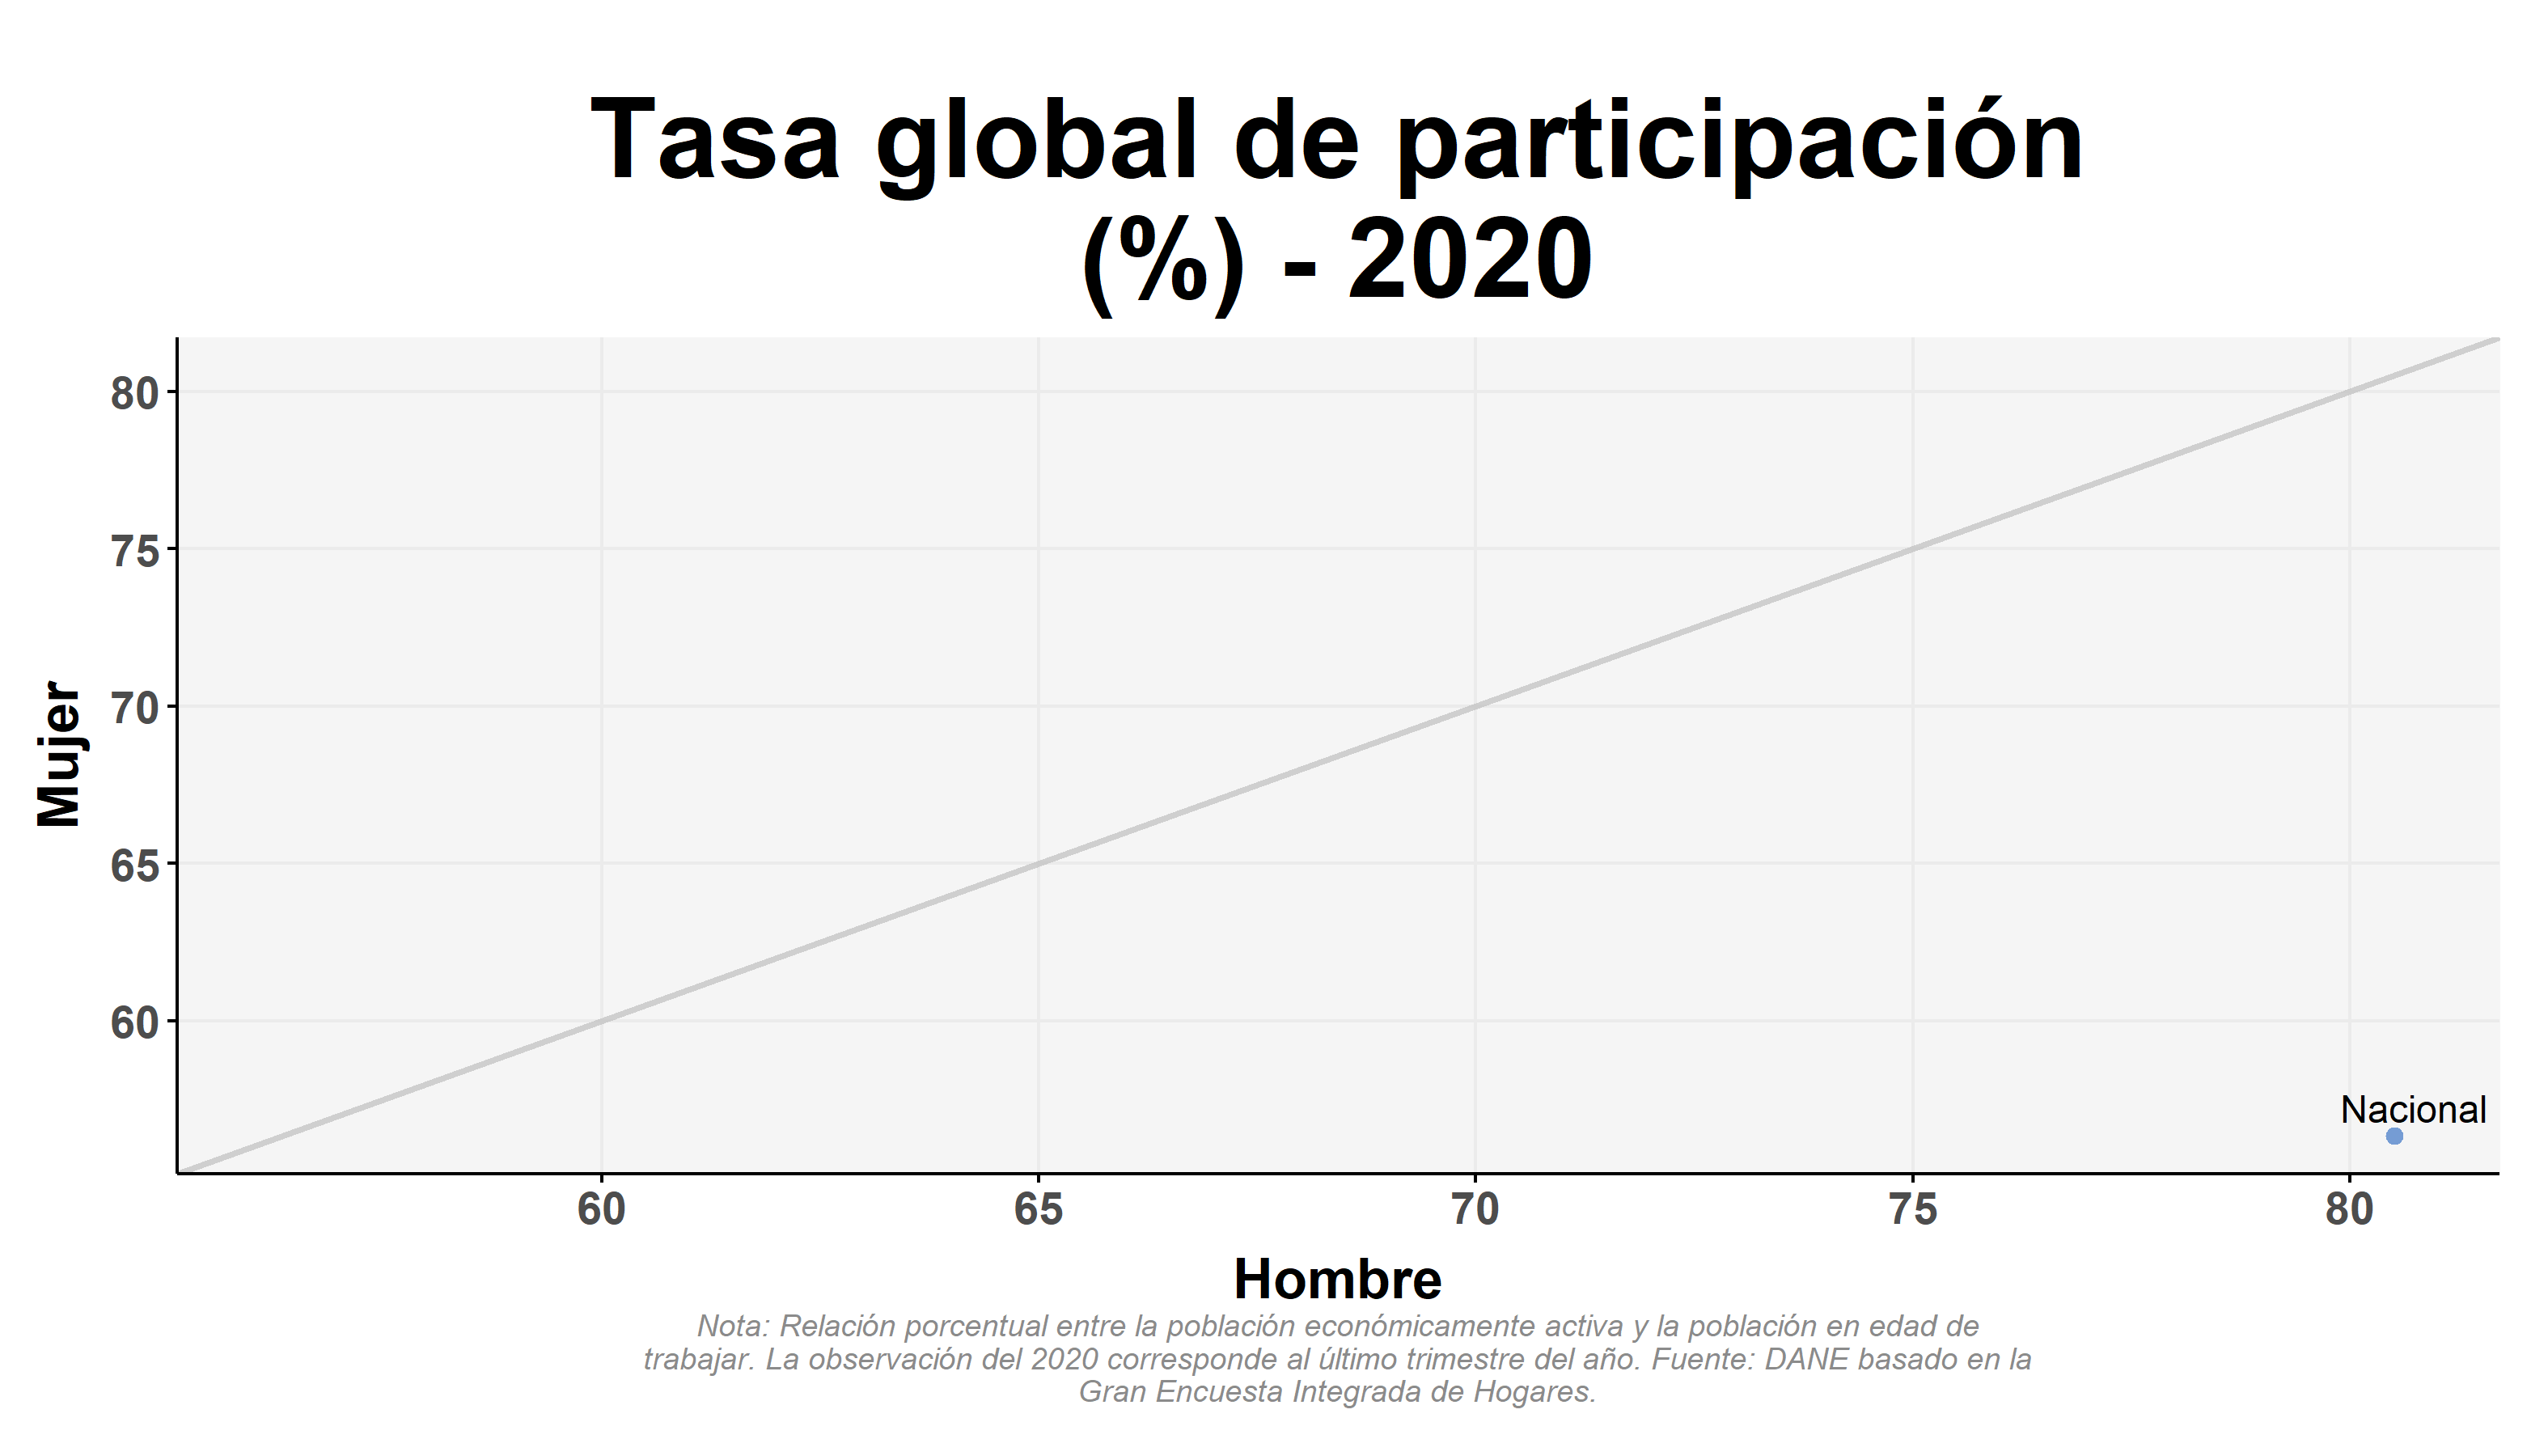 Tasa global de participación
(%) - 2020
80
75
70
65
60
Mujer
Nacional
60
65
70
75
80
Hombre
Nota: Relación porcentual entre la población económicamente activa y la población en edad de
trabajar. La observación del 2020 corresponde al último trimestre del año. Fuente: DANE basado en la
Gran Encuesta Integrada de Hogares.